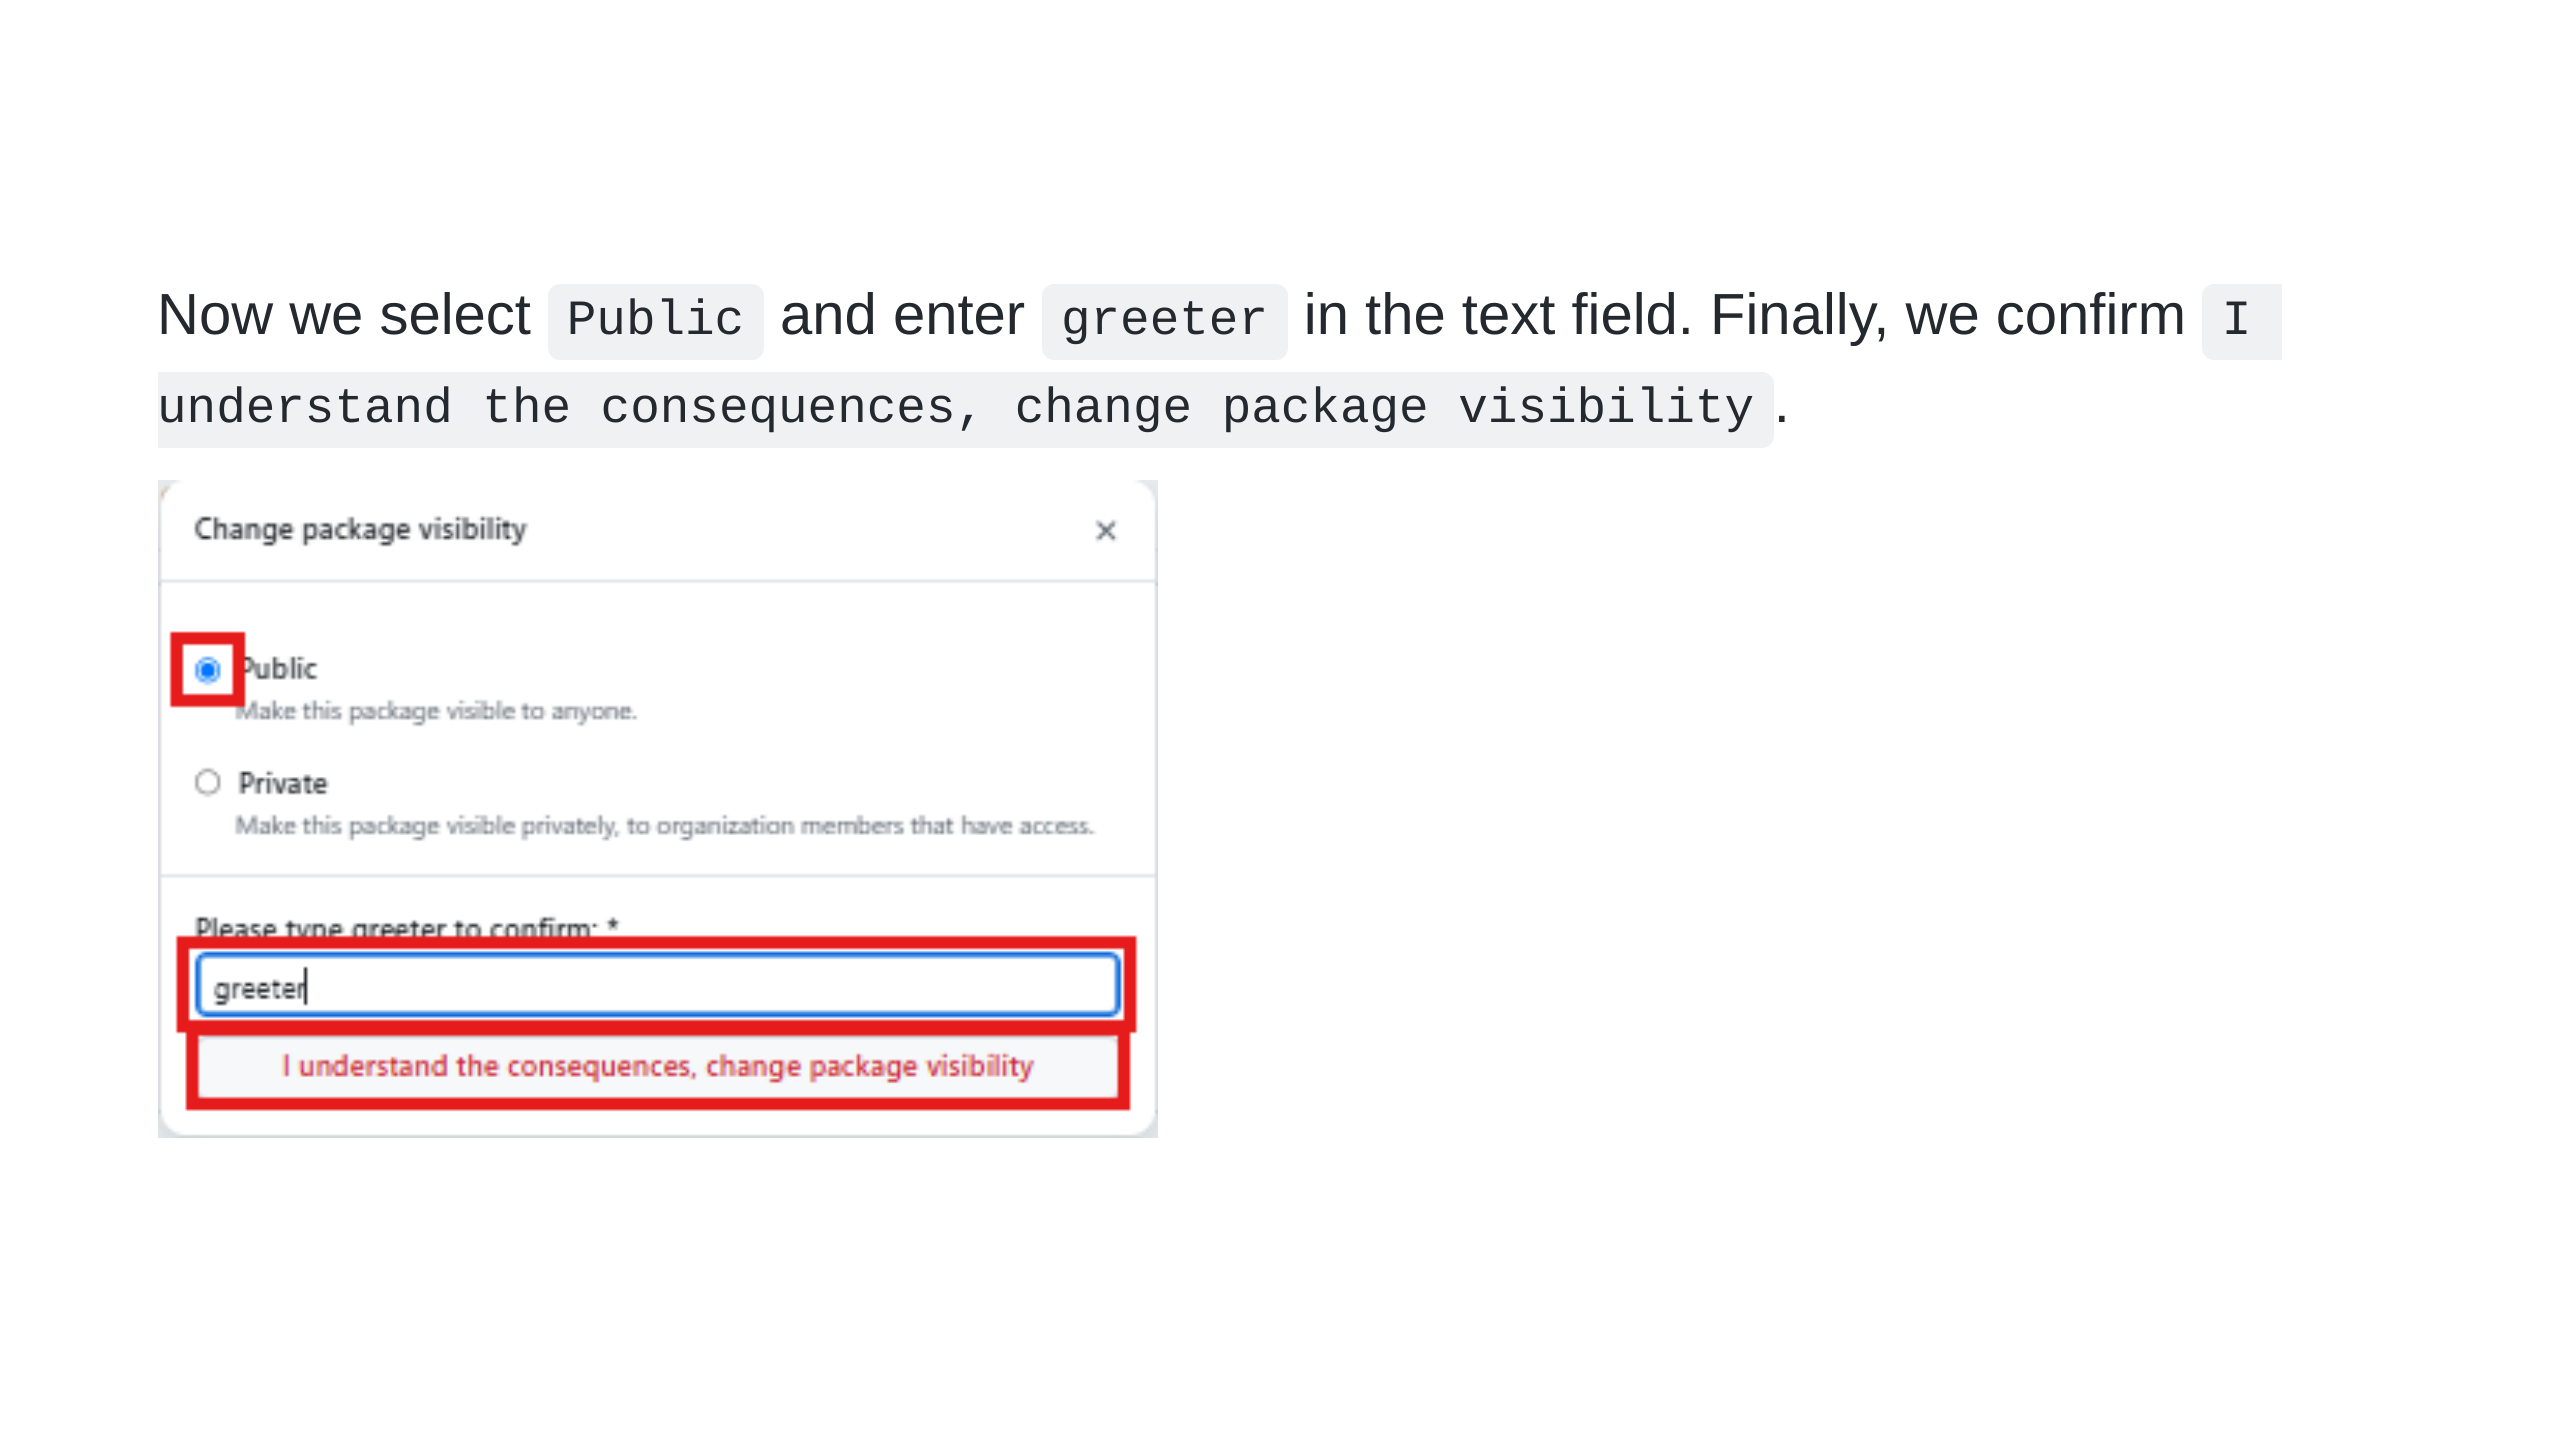 Now we select Public and enter greeter in the text field. Finally, we confirm I
understand the consequences, change package visibility.
Change package visibility
Public
Make this package visible to anyone.
Private
Make this package visible privately, to organization members that have access.
Please type greeter to confirm: *
greeter
I understand the consequences, change package visibility